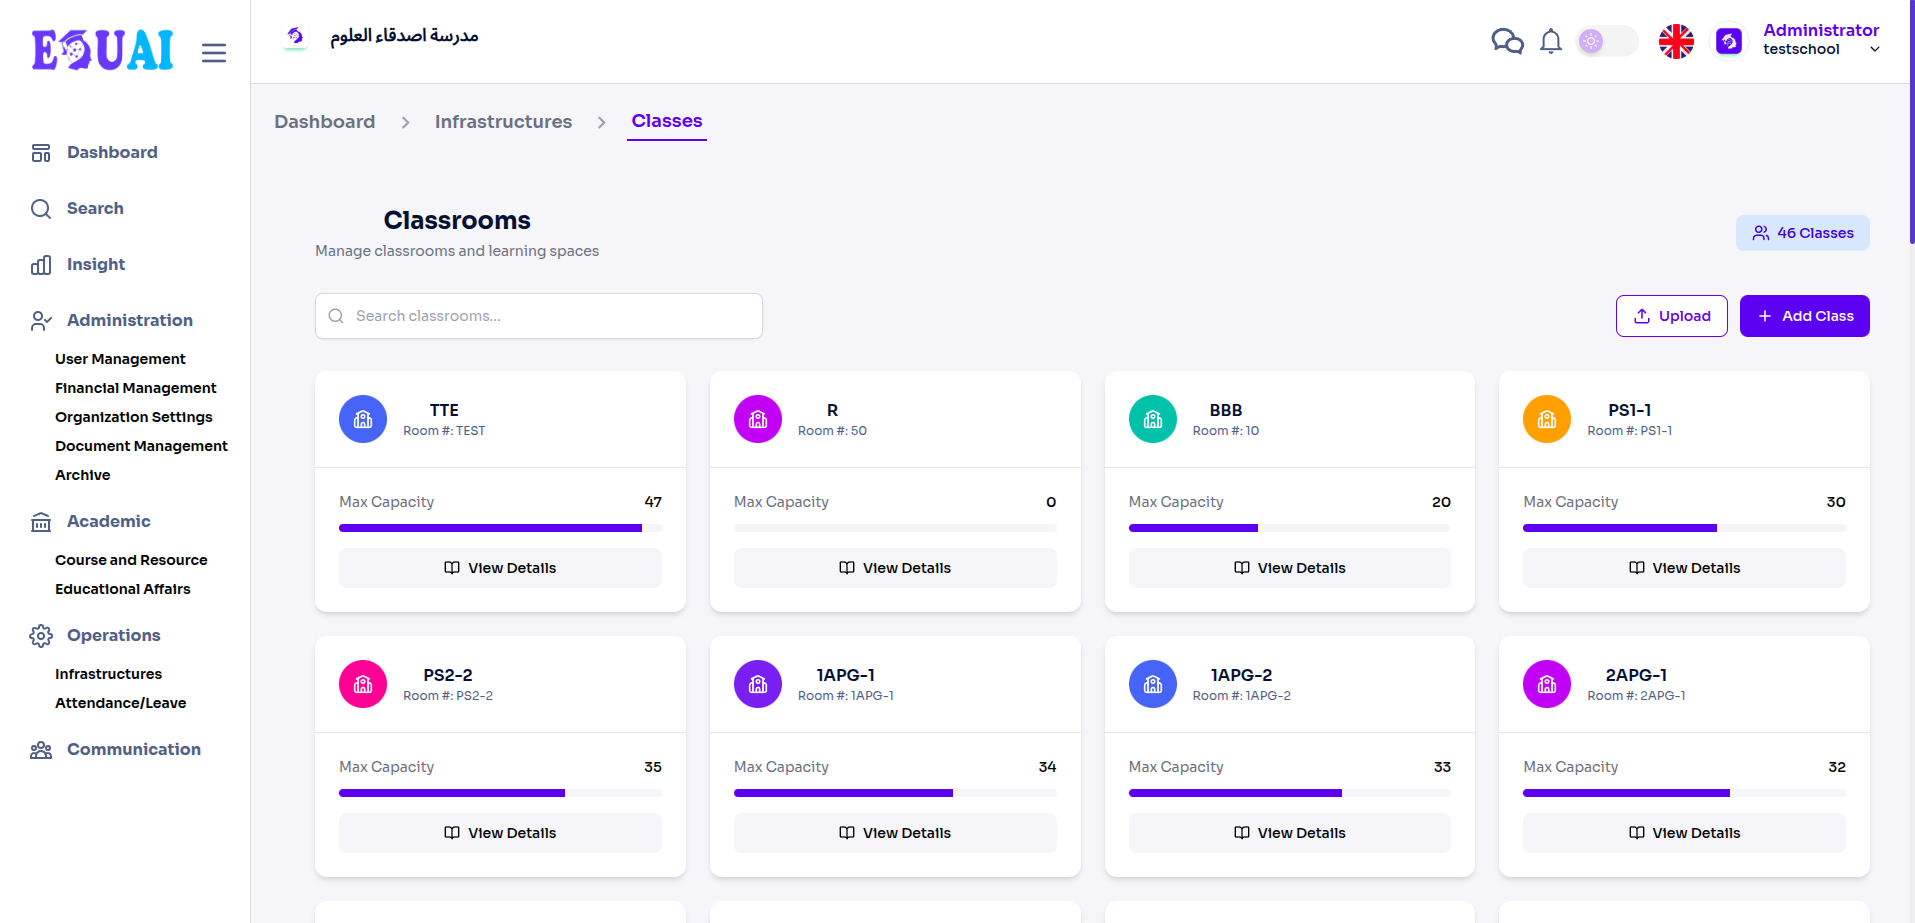 EDUAI
مدرسة اصدقاء العلوم
Administrator
testschool
Dashboard
Infrastructures
Classes
Dashboard
Search
Insight
Administration
User Management
Financial Management
Organization Settings
Document Management
Archive
Academic
Course and Resource
Educational Affairs
Operations
Infrastructures
Attendance/Leave
Communication
Classrooms
Manage classrooms and learning spaces
46 Classes
Search classrooms...
Upload
Add Class
TTE
Room #: TEST
Max Capacity 47
View Details
R
Room #: 50
Max Capacity 0
View Details
BBB
Room #: 10
Max Capacity 20
View Details
PS1-1
Room #: PS1-1
Max Capacity 30
View Details
PS2-2
Room #: PS2-2
Max Capacity 35
View Details
1APG-1
Room #: 1APG-1
Max Capacity 34
View Details
1APG-2
Room #: 1APG-2
Max Capacity 33
View Details
2APG-1
Room #: 2APG-1
Max Capacity 32
View Details